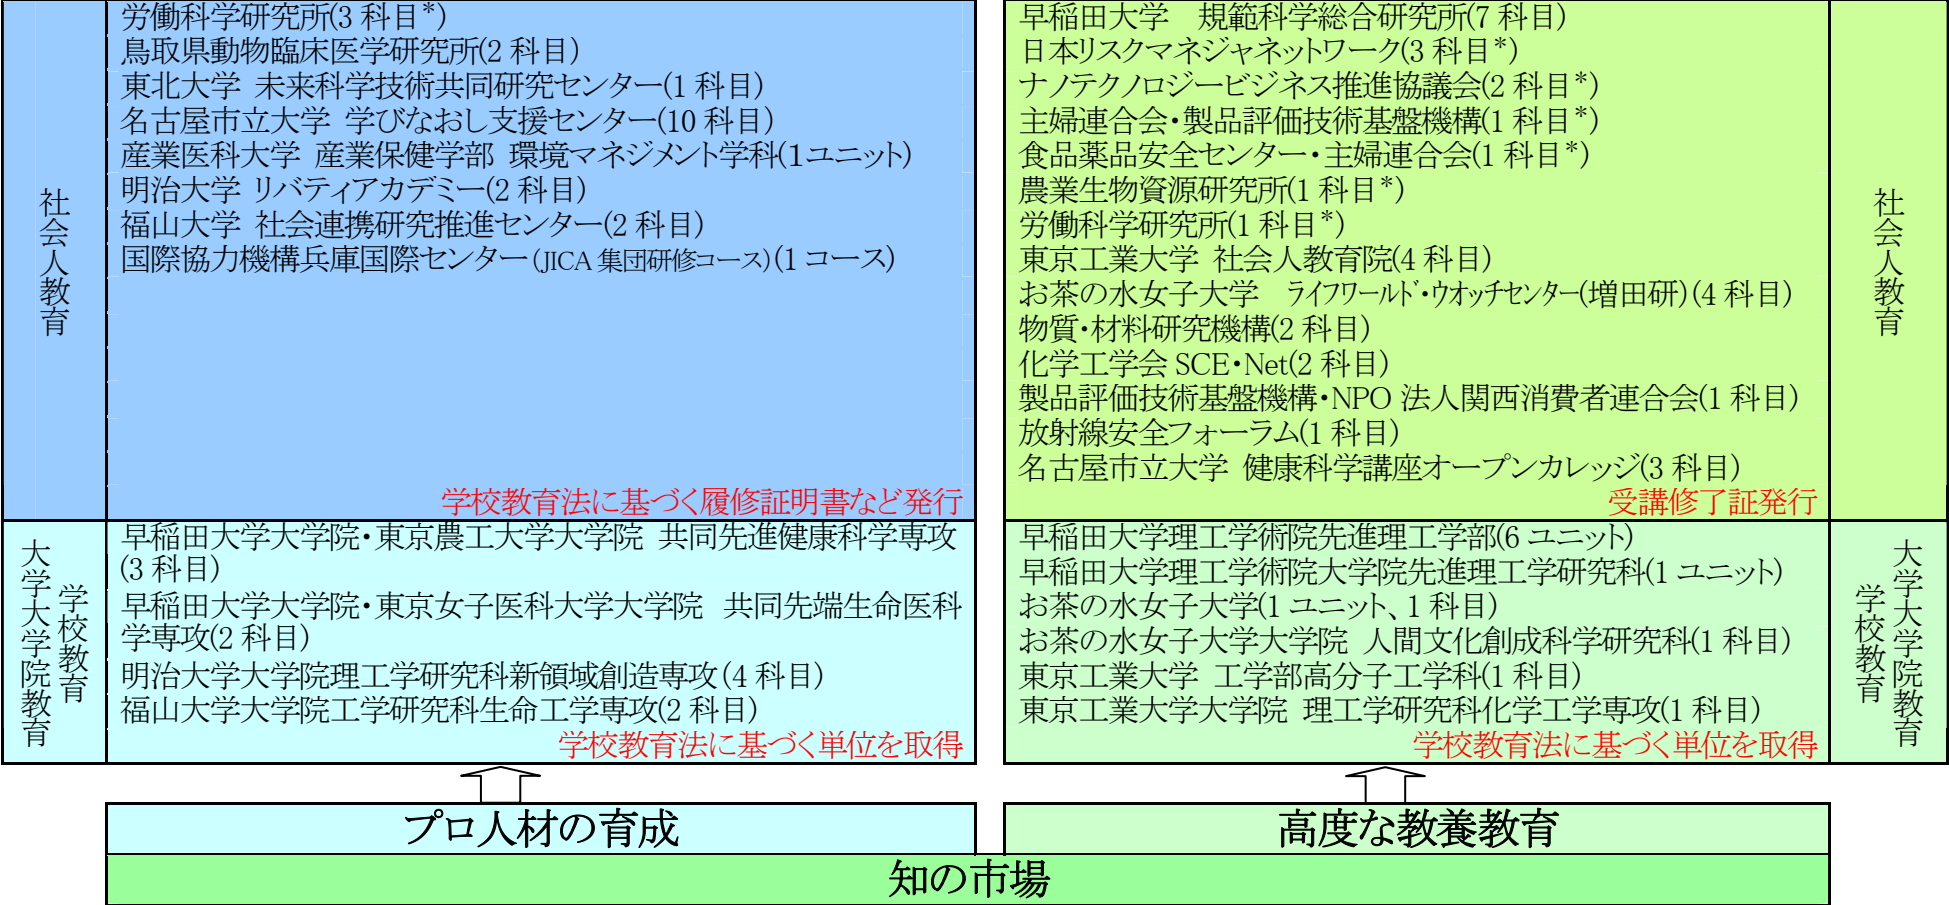 社会人教育
労働科学研究所(3 科目*)
鳥取県動物臨床医学研究所(2 科目)
東北大学 未来科学技術共同研究センター(1 科目)
名古屋市立大学 学びなおし支援センター(10 科目)
産業医科大学 産業保健学部 環境マネジメント学科(1ユニット)
明治大学 リバティアカデミー(2 科目)
福山大学 社会連携研究推進センター(2 科目)
国際協力機構兵庫国際センター(JICA 集団研修コース)(1 コース)
学校教育法に基づく履修証明書など発行
早稲田大学 規範科学総合研究所(7 科目)
日本リスクマネジャネットワーク(3 科目*)
ナノテクノロジービジネス推進協議会(2 科目*)
主婦連合会・製品評価技術基盤機構(1 科目*)
食品薬品安全センター・主婦連合会(1 科目*)
農業生物資源研究所(1 科目*)
労働科学研究所(1 科目*)
東京工業大学 社会人教育院(4 科目)
お茶の水女子大学 ライフワールド・ウオッチセンター(増田研)(4 科目)
物質・材料研究機構(2 科目)
化学工学会 SCE・Net(2 科目)
製品評価技術基盤機構・NPO 法人関西消費者連合会(1 科目)
放射線安全フォーラム(1 科目)
名古屋市立大学 健康科学講座オープンカレッジ(3 科目)
受講修了証発行
社会人教育
学校教育
大学大学院教育
早稲田大学大学院・東京農工大学大学院 共同先進健康科学専攻
(3 科目)
早稲田大学大学院・東京女子医科大学大学院 共同先端生命医科
学専攻(2 科目)
明治大学大学院理工学研究科新領域創造専攻(4 科目)
福山大学大学院工学研究科生命工学専攻(2 科目)
学校教育法に基づく単位を取得
早稲田大学理工学術院先進理工学部(6 ユニット)
早稲田大学理工学術院大学院先進理工学研究科(1 ユニット)
お茶の水女子大学(1 ユニット、1 科目)
お茶の水女子大学大学院 人間文化創成科学研究科(1 科目)
東京工業大学 工学部高分子工学科(1 科目)
東京工業大学大学院 理工学研究科化学工学専攻(1 科目)
学校教育法に基づく単位を取得
大学大学院教育
学校教育
プロ人材の育成
高度な教養教育
知の市場